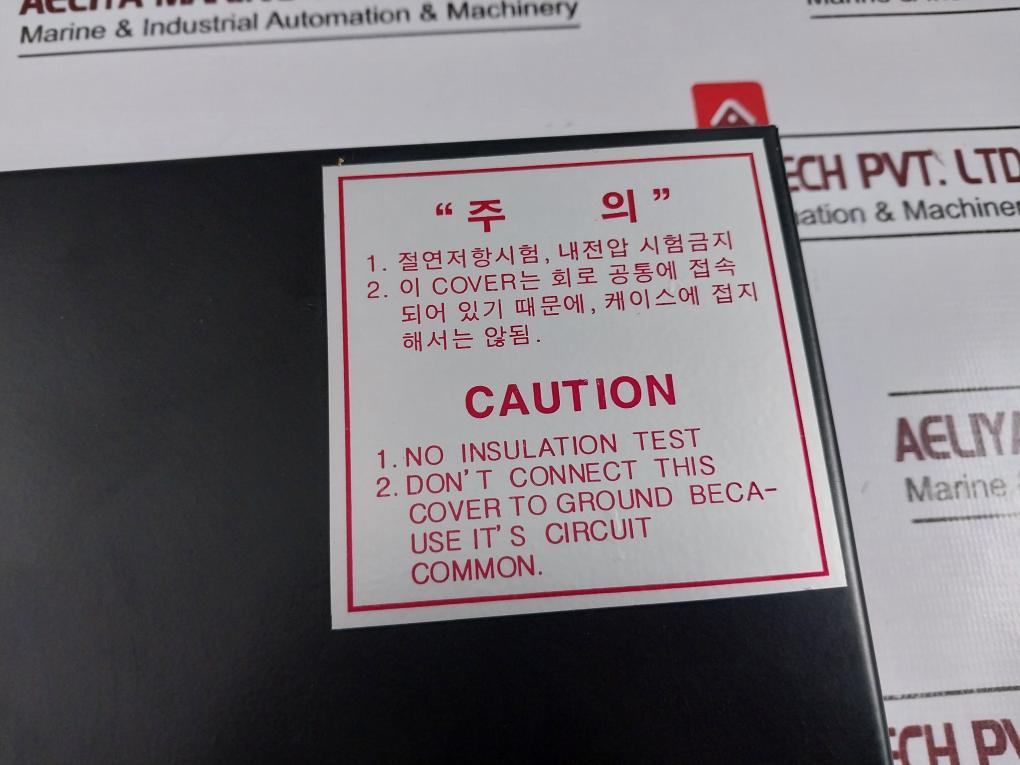 Marine & Industrial Automation & Machinery
ECH PVT. LTD
ation & Machiner
“주 의”
1. 절연저항시험, 내전압 시험금지
2. 이 COVER는 회로 공통에 접속
되어 있기 때문에, 케이스에 접지
해서는 않됨.
CAUTION
1. NO INSULATION TEST
2. DON'T CONNECT THIS
COVER TO GROUND BECA-
USE IT'S CIRCUIT
COMMON.
AELIYA
Marine
ECH PV